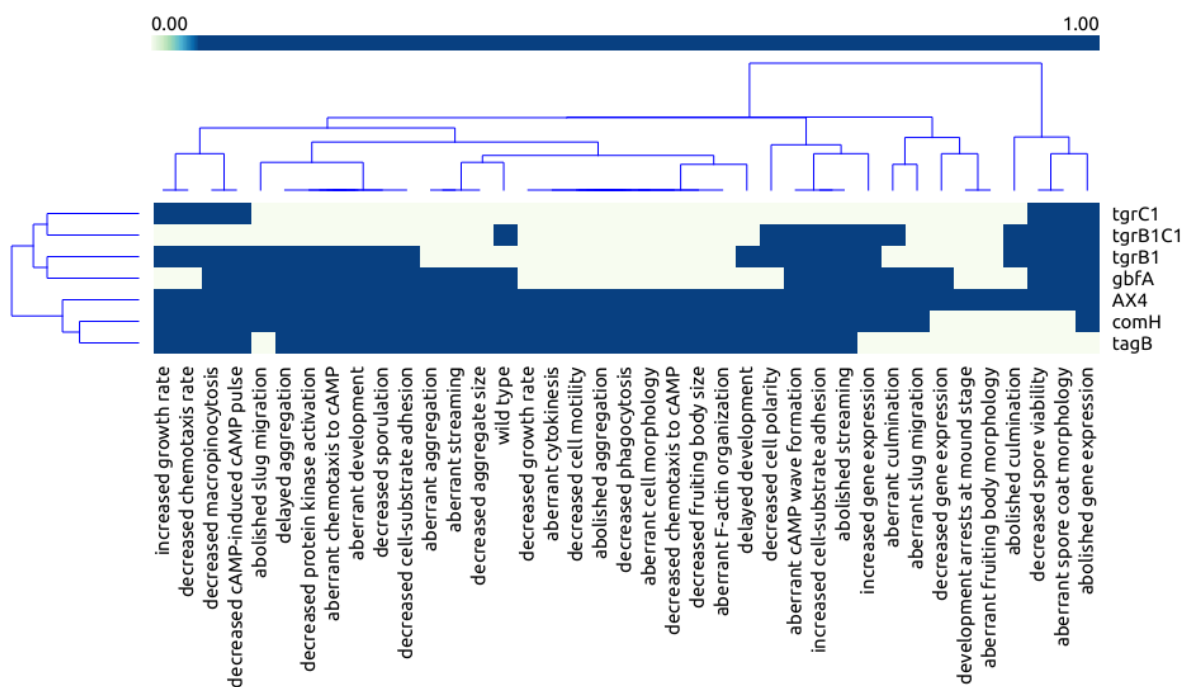 0.00
1.00
tgrC1
tgrB1C1
tgrB1
gbfA
AX4
comH
tagB
increased growth rate
decreased chemotaxis rate
decreased macropinocytosis
decreased cAMP-induced cAMP pulse
abolished slug migration
delayed aggregation
decreased protein kinase activation
aberrant chemotaxis to cAMP
aberrant development
decreased sporulation
decreased cell-substrate adhesion
aberrant aggregation
aberrant streaming
decreased aggregate size
wild type
decreased growth rate
aberrant cytokinesis
decreased cell motility
abolished aggregation
decreased phagocytosis
aberrant cell morphology
decreased chemotaxis to cAMP
decreased fruiting body size
aberrant F-actin organization
delayed development
decreased cell polarity
aberrant cAMP wave formation
increased cell-substrate adhesion
abolished streaming
increased gene expression
aberrant culmination
aberrant slug migration
decreased gene expression
development arrests at mound stage
aberrant fruiting body morphology
abolished culmination
decreased spore viability
aberrant spore coat morphology
abolished gene expression